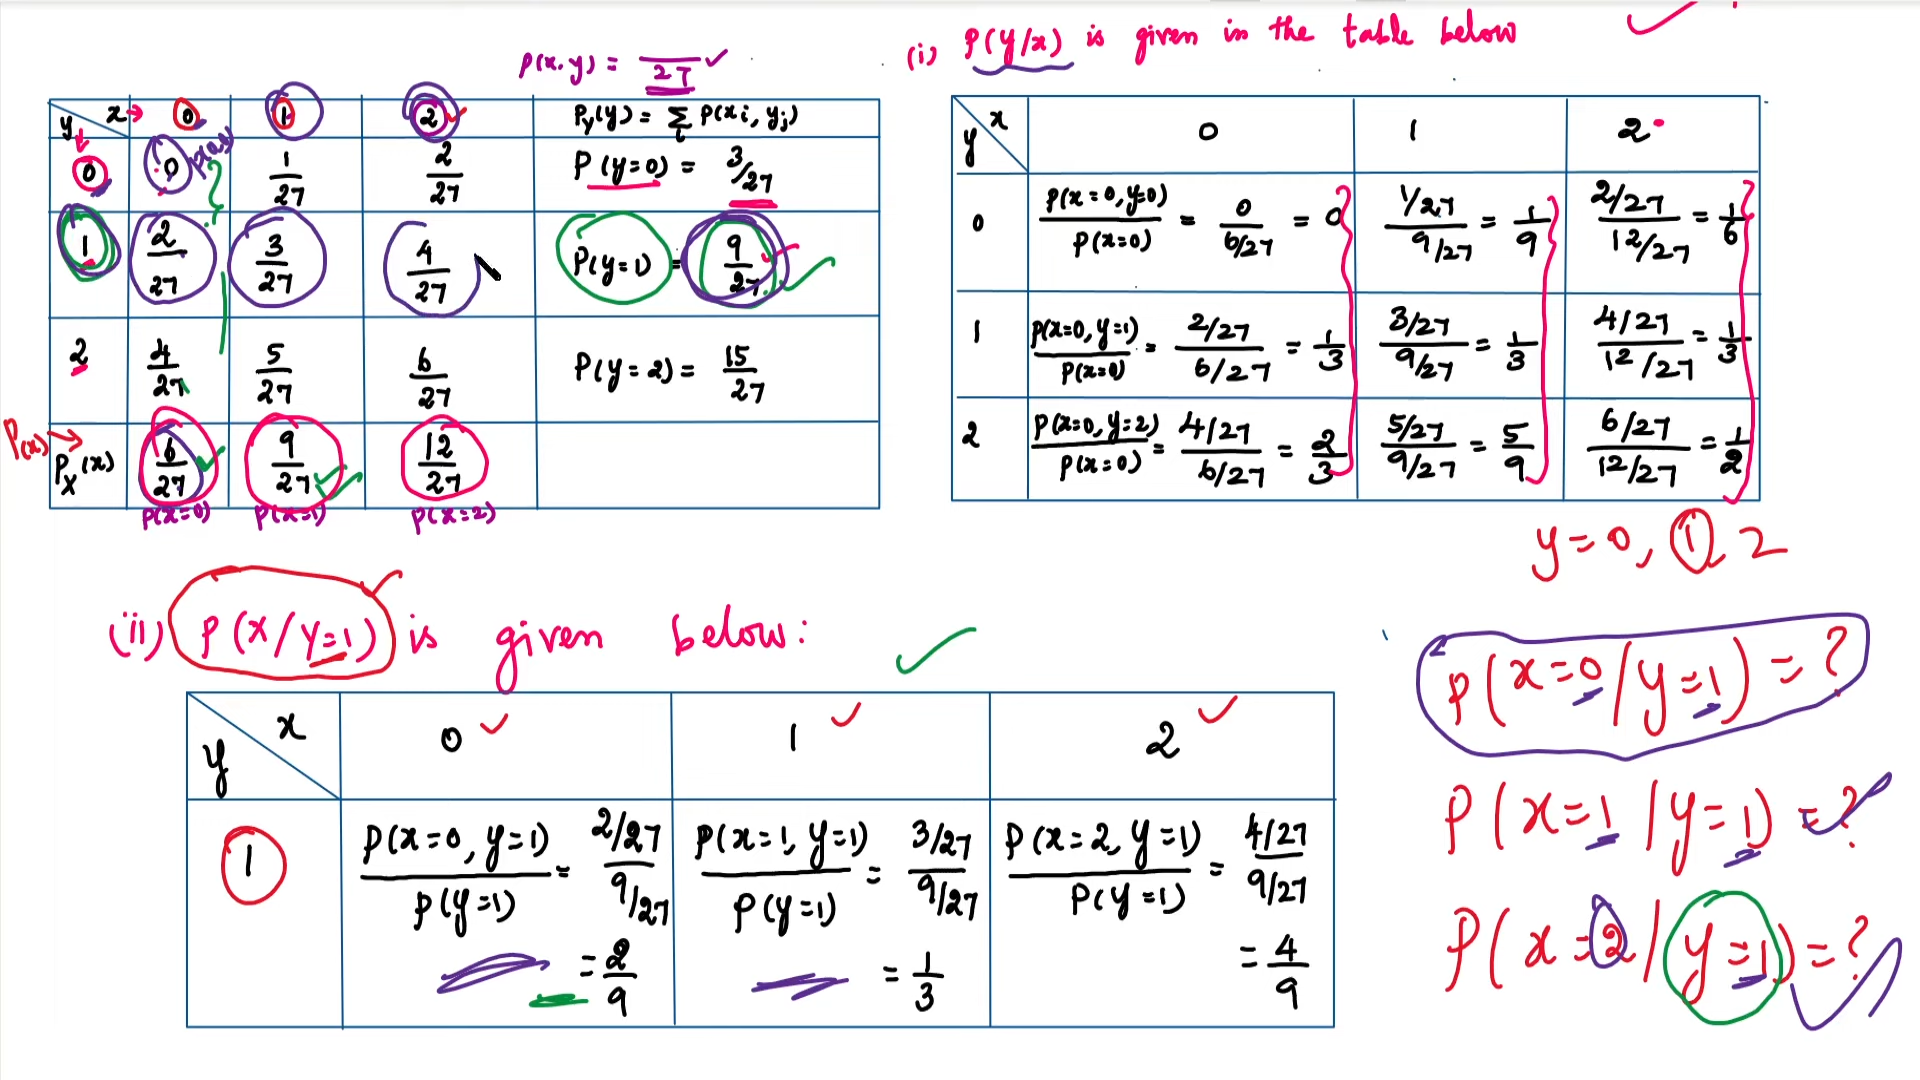 P(x,y) = __/27
x 0 1 2 P_Y(y) = Σ_i P(x_i, y_j)
y
P(0,0)
0 0 1/27 2/27 P(y=0) = 3/27
1 2/27 3/27 4/27 P(y=1) = 9/27
2 4/27 5/27 6/27 P(y=2) = 15/27
P(x) P_X(x) 6/27 9/27 12/27
P(x=0) P(x=1) P(x=2)
(i) P(y/x) is given in the table below
x 0 1 2
y
0 P(x=0, y=0)/P(x=0) = 0/(6/27) = 0 (1/27)/(9/27) = 1/9 (2/27)/(12/27) = 1/6
1 P(x=0, y=1)/P(x=0) = (2/27)/(6/27) = 1/3 (3/27)/(9/27) = 1/3 (4/27)/(12/27) = 1/3
2 P(x=0, y=2)/P(x=0) = (4/27)/(6/27) = 2/3 (5/27)/(9/27) = 5/9 (6/27)/(12/27) = 1/2
y = 0, 1, 2
(ii) P(X/Y=1) is given below:
x 0 1 2
y
1 P(x=0, y=1)/P(y=1) = (2/27)/(9/27) P(x=1, y=1)/P(y=1) = (3/27)/(9/27) P(x=2, y=1)/P(y=1) = (4/27)/(9/27)
= 2/9 = 1/3 = 4/9
P(x=0/y=1) = ?
P(x=1/y=1) = ?
P(x=2/y=1) = ?